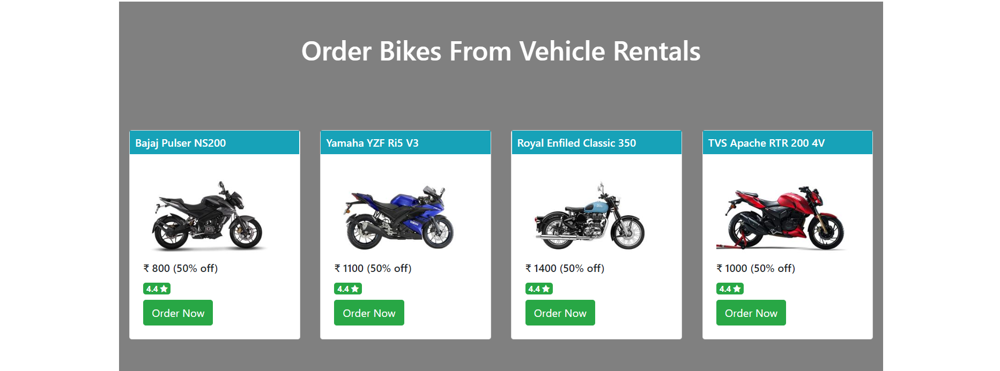 Order Bikes From Vehicle Rentals
Bajaj Pulser NS200
Yamaha YZF Ri5 V3
Royal Enfiled Classic 350
TVS Apache RTR 200 4V
YAMAHA
₹ 800 (50% off)
₹ 1100 (50% off)
₹ 1400 (50% off)
₹ 1000 (50% off)
4.4 ★
4.4 ★
4.4 ★
4.4 ★
Order Now
Order Now
Order Now
Order Now